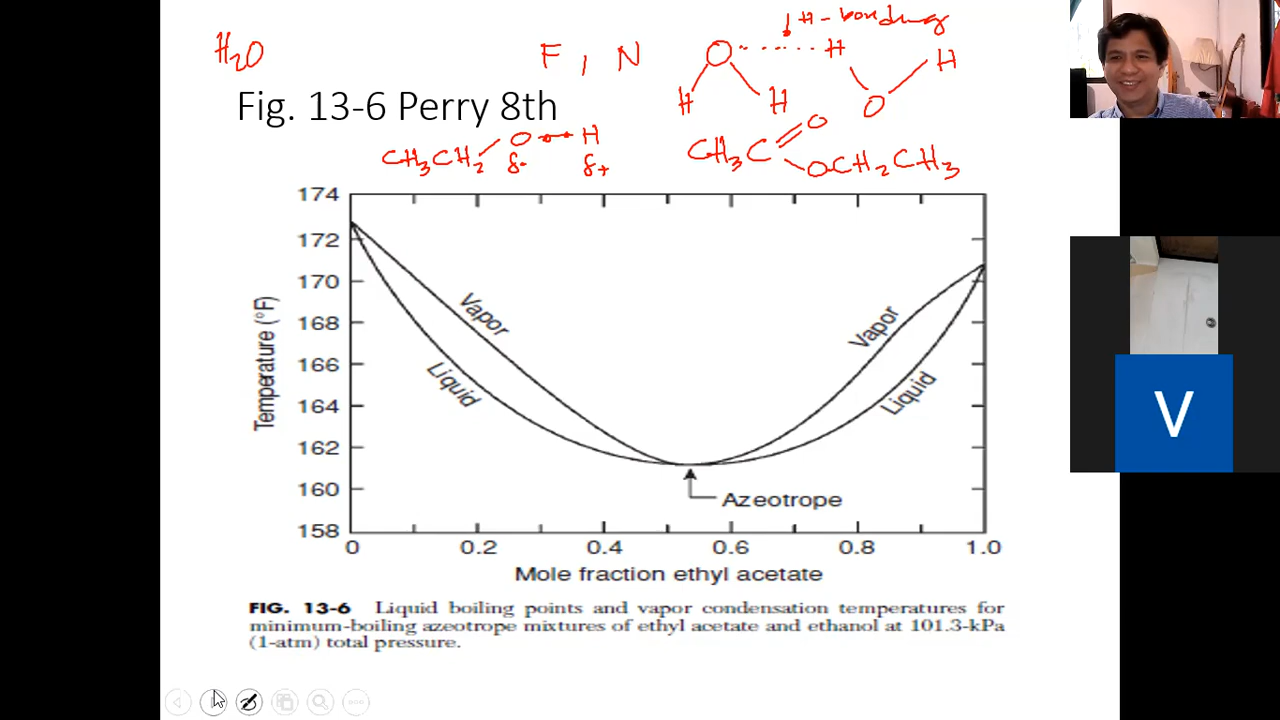 H2O
F, N
O ..... H
H-bonding
H
H
H
O
Fig. 13-6 Perry 8th
CH3CH2 O H
δ- δ+
CH3C O
OCH2CH3
174
172
170
168
166
164
162
160
158
Temperature (°F)
Vapor
Liquid
Vapor
Liquid
Azeotrope
0 0.2 0.4 0.6 0.8 1.0
Mole fraction ethyl acetate
FIG. 13-6 Liquid boiling points and vapor condensation temperatures for
minimum-boiling azeotrope mixtures of ethyl acetate and ethanol at 101.3-kPa
(1-atm) total pressure.
V